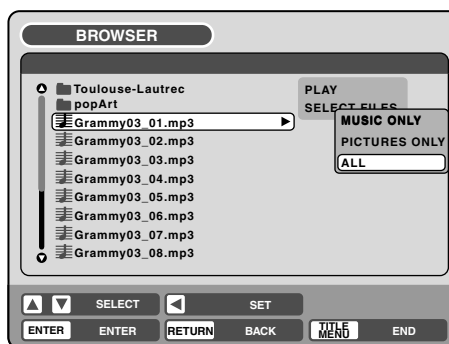 BROWSER
Toulouse-Lautrec
popArt
Grammy03_01.mp3
Grammy03_02.mp3
Grammy03_03.mp3
Grammy03_04.mp3
Grammy03_05.mp3
Grammy03_06.mp3
Grammy03_07.mp3
Grammy03_08.mp3
PLAY
SELECT FILES
MUSIC ONLY
PICTURES ONLY
ALL
SELECT SET
ENTER ENTER RETURN BACK TITLE MENU END